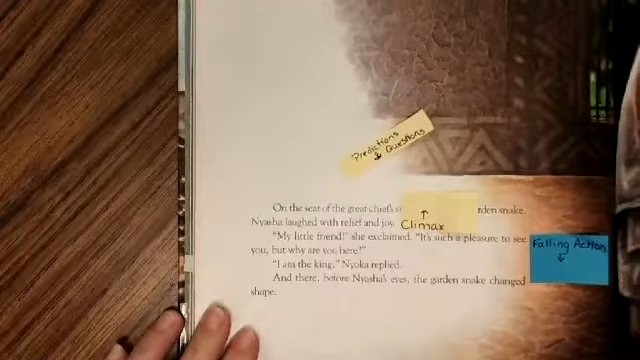 Predictions
↓ Questions
On the seat of the great chief's s rden snake.
Nyasha laughed with relief and joy.
↑
Climax
"My little friend!" she exclaimed. "It's such a pleasure to see
you, but why are you here?"
Falling Action
↓
"I am the king," Nyoka replied.
And there, before Nyasha's eyes, the garden snake changed
shape.